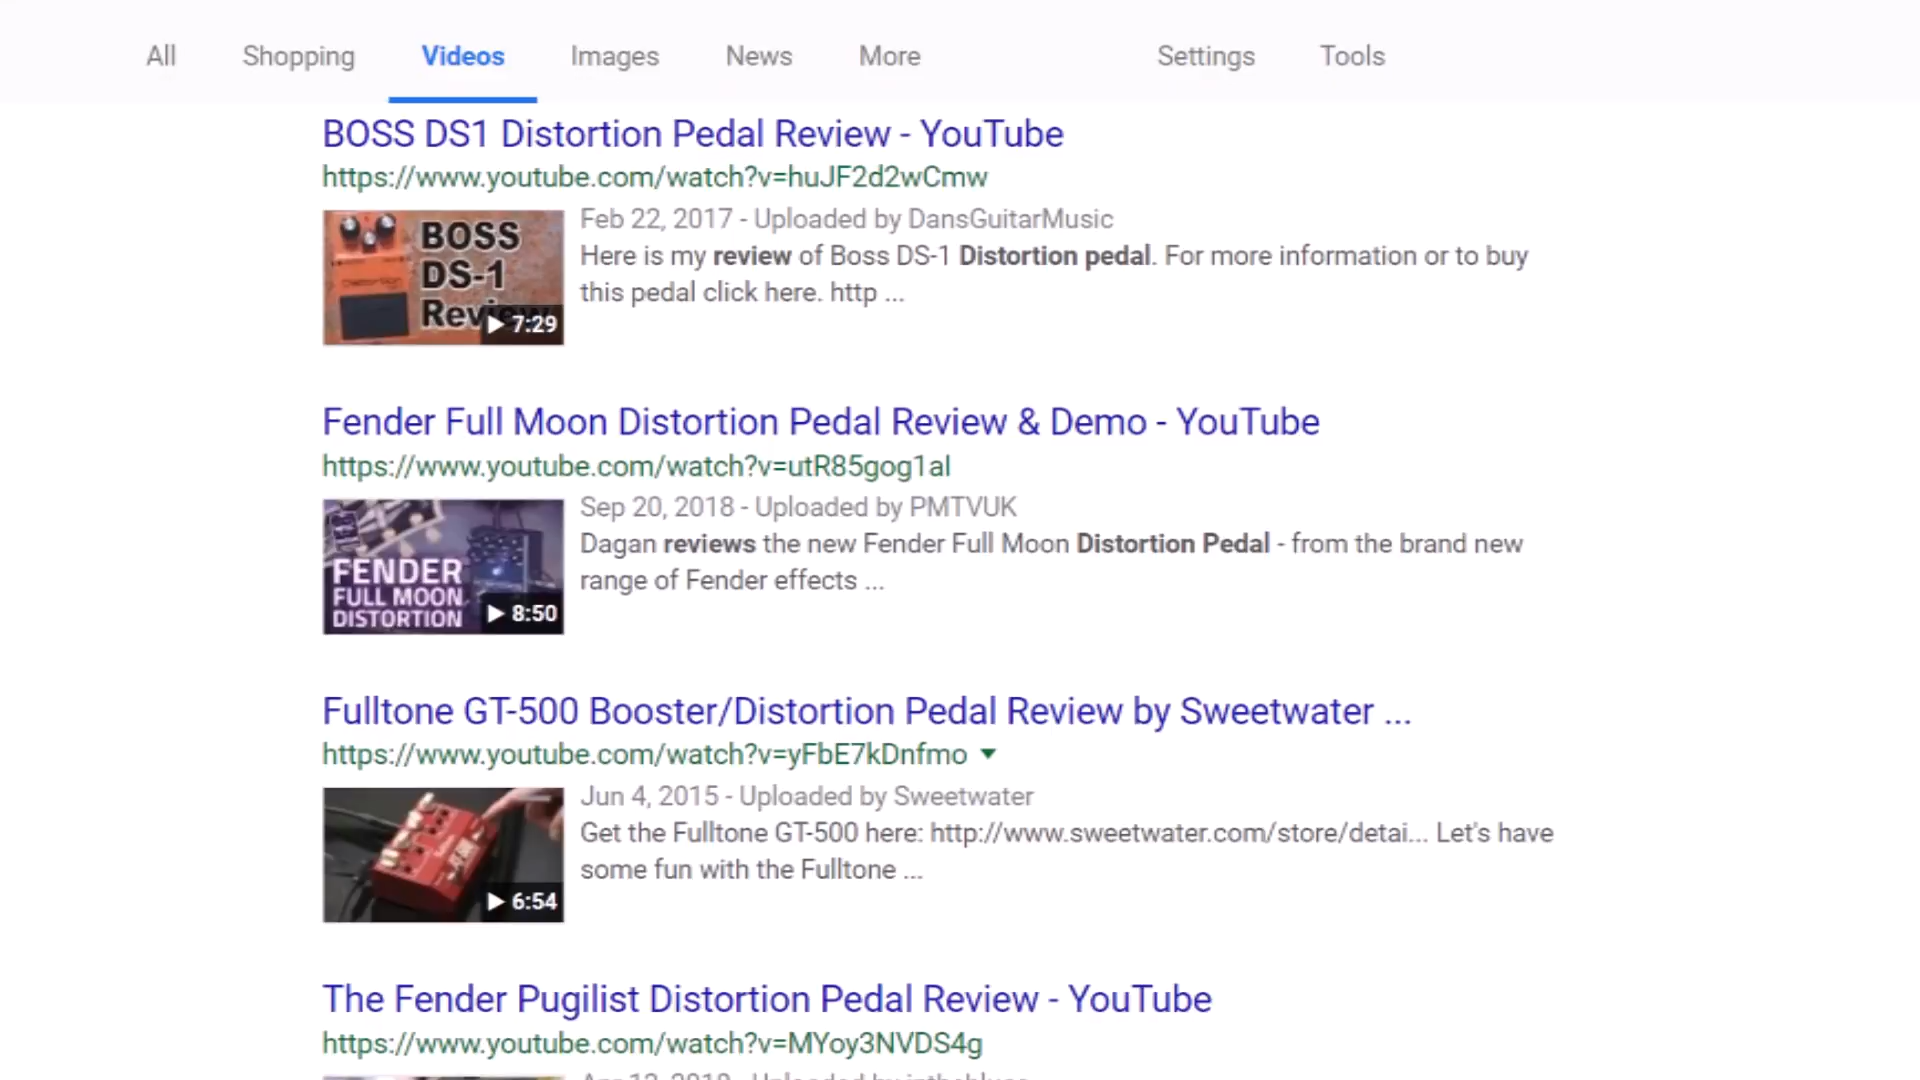 All Shopping Videos Images News More Settings Tools
BOSS DS1 Distortion Pedal Review - YouTube
https://www.youtube.com/watch?v=huJF2d2wCmw
BOSS
DS-1
Review
7:29
Feb 22, 2017 - Uploaded by DansGuitarMusic
Here is my review of Boss DS-1 Distortion pedal. For more information or to buy
this pedal click here. http ...
Fender Full Moon Distortion Pedal Review & Demo - YouTube
https://www.youtube.com/watch?v=utR85gog1aI
FENDER
FULL MOON
DISTORTION
8:50
Sep 20, 2018 - Uploaded by PMTVUK
Dagan reviews the new Fender Full Moon Distortion Pedal - from the brand new
range of Fender effects ...
Fulltone GT-500 Booster/Distortion Pedal Review by Sweetwater ...
https://www.youtube.com/watch?v=yFbE7kDnfmo
6:54
Jun 4, 2015 - Uploaded by Sweetwater
Get the Fulltone GT-500 here: http://www.sweetwater.com/store/detai... Let's have
some fun with the Fulltone ...
The Fender Pugilist Distortion Pedal Review - YouTube
https://www.youtube.com/watch?v=MYoy3NVDS4g